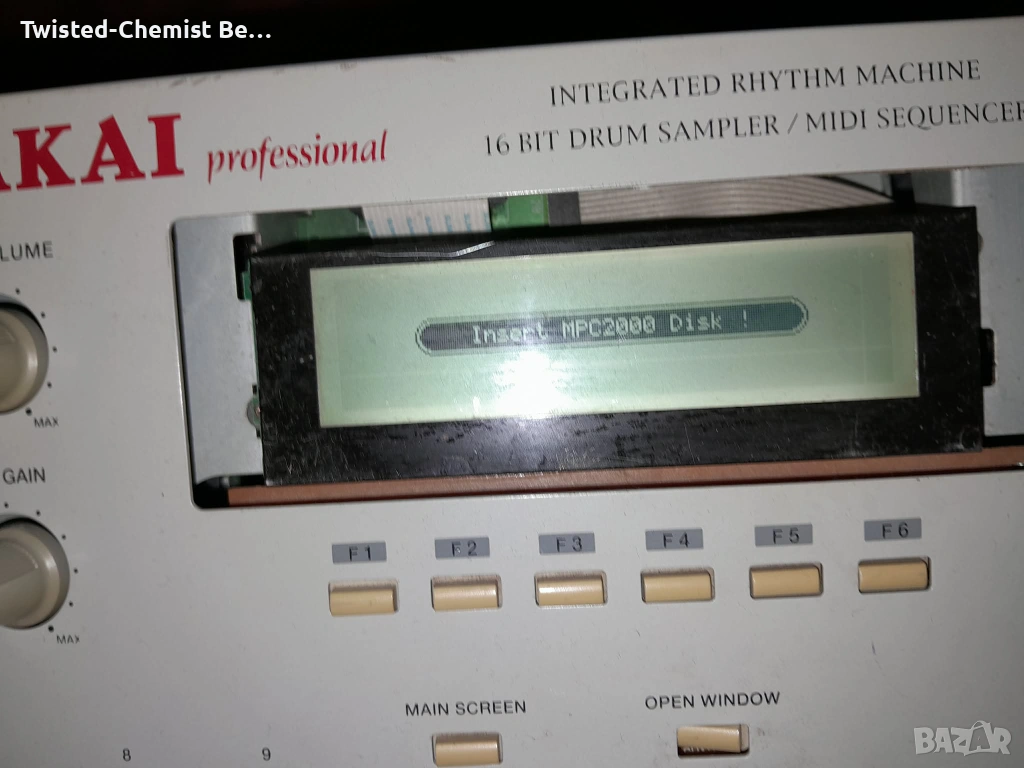 Twisted-Chemist Be...
INTEGRATED RHYTHM MACHINE
AKAI professional
16 BIT DRUM SAMPLER / MIDI SEQUENCER
LUME
Insert MPC2000 Disk !
MAX
GAIN
F1 F2 F3 F4 F5 F6
MAX
MAIN SCREEN OPEN WINDOW
8 9
BAZAR